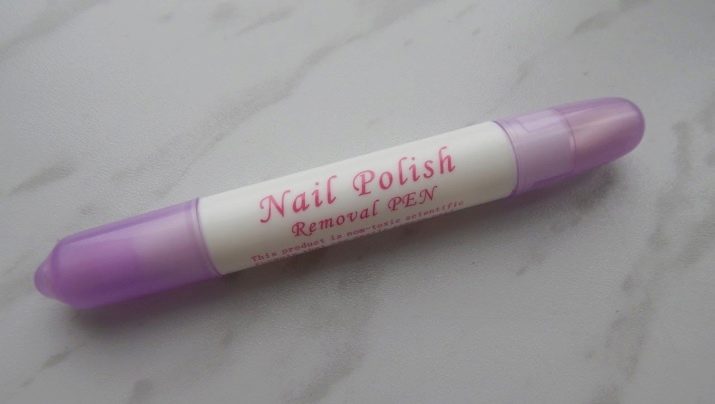 Nail Polish
Removal PEN
This product is non-toxic scientific